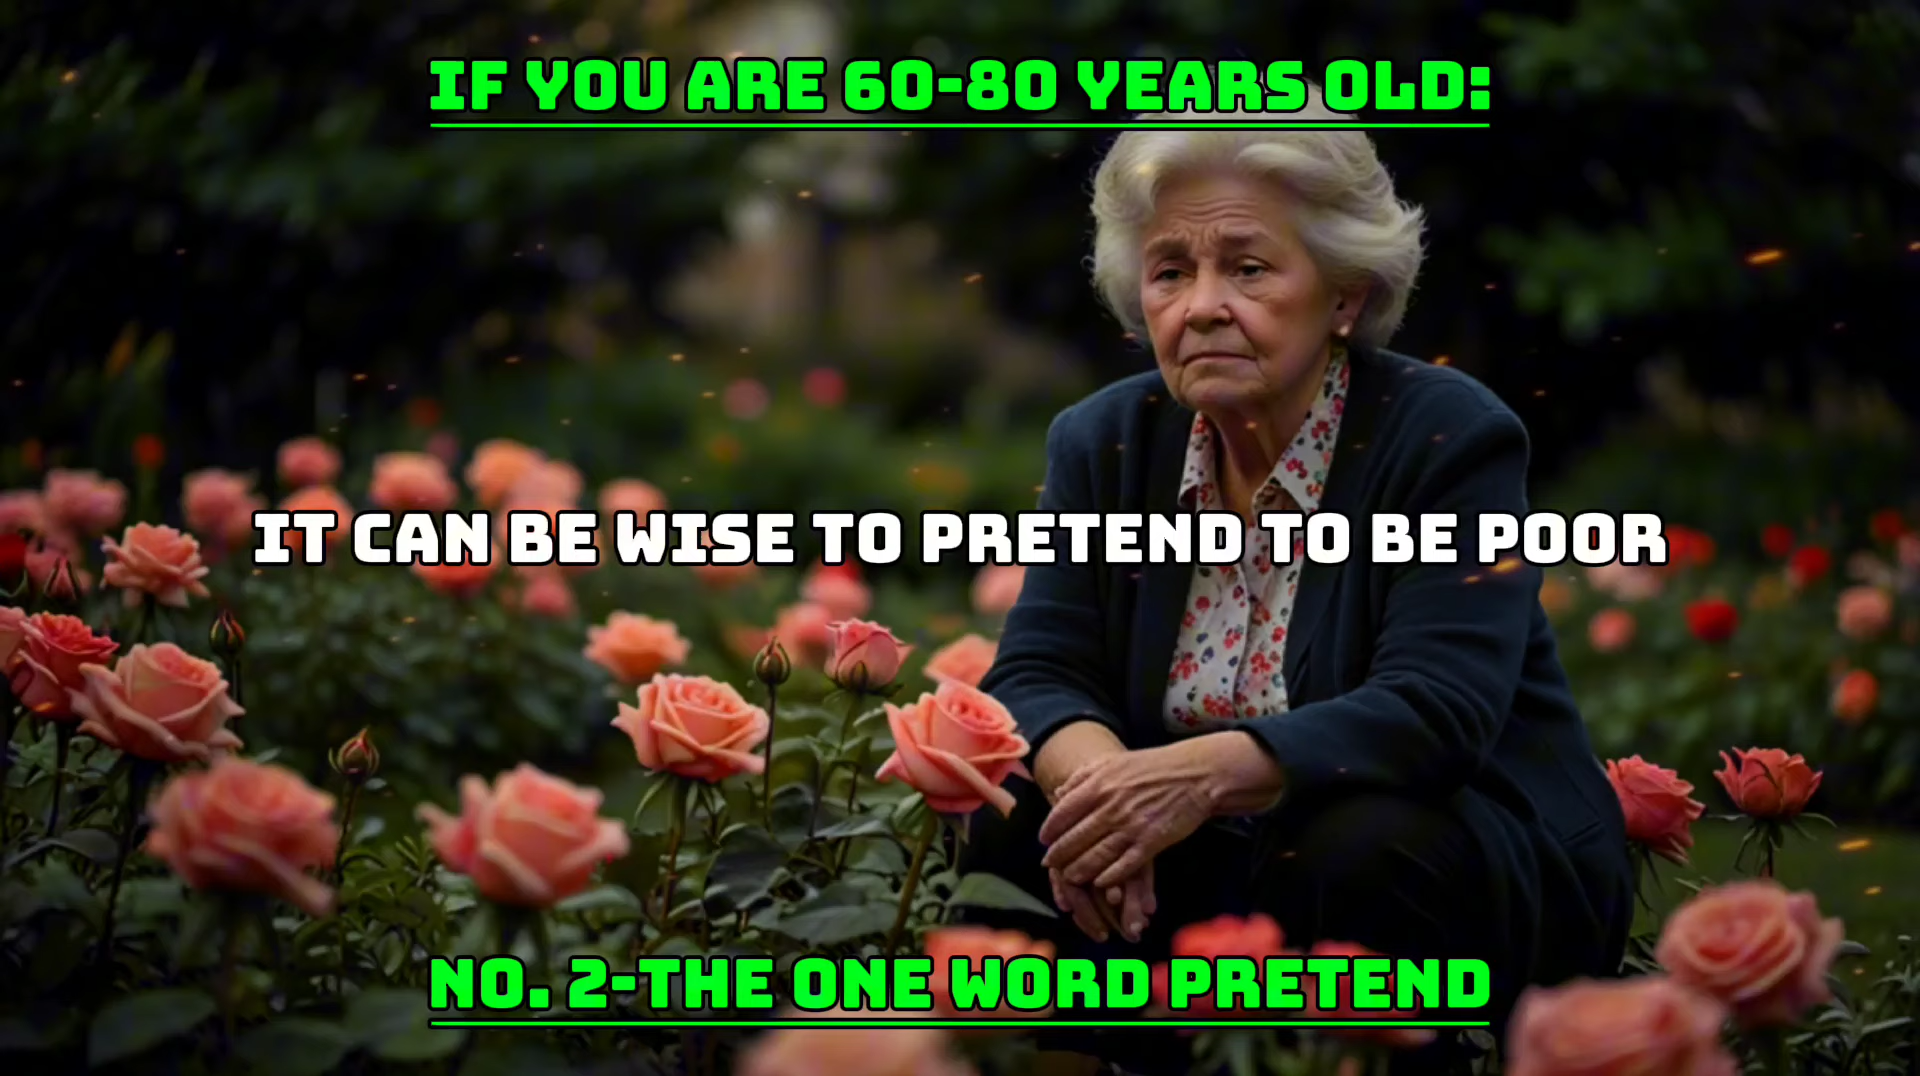 IF YOU ARE 60-80 YEARS OLD:
IT CAN BE WISE TO PRETEND TO BE POOR
NO. 2-THE ONE WORD PRETEND